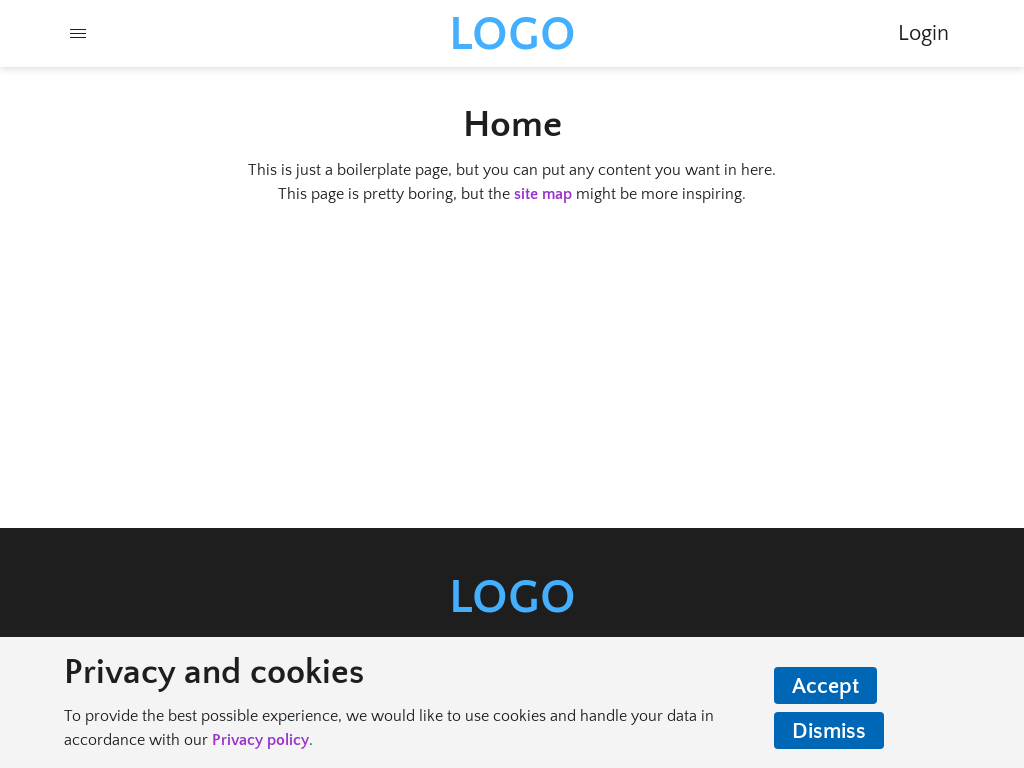 LOGO
Login
Home
This is just a boilerplate page, but you can put any content you want in here.
This page is pretty boring, but the site map might be more inspiring.
LOGO
Privacy and cookies
To provide the best possible experience, we would like to use cookies and handle your data in
accordance with our Privacy policy.
Accept
Dismiss